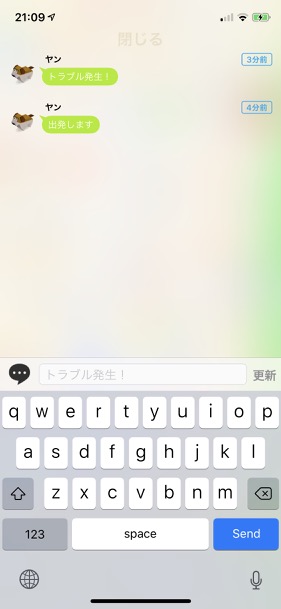 21:09
閉じる
ヤン
3分前
トラブル発生！
ヤン
4分前
出発します
トラブル発生！
更新
q w e r t y u i o p
a s d f g h j k l
z x c v b n m
123 space Send